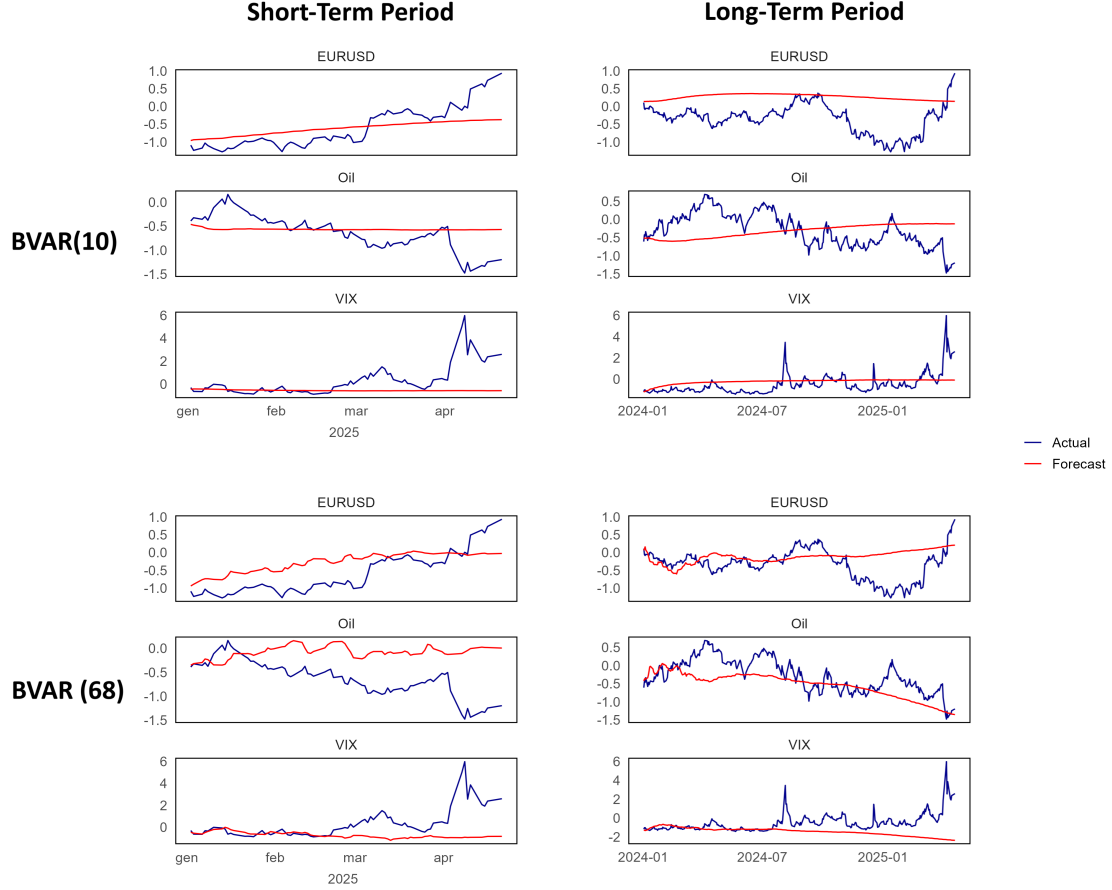 Short-Term Period
Long-Term Period
EURUSD
1.0
0.5
0.0
-0.5
-1.0
EURUSD
1.0
0.5
0.0
-0.5
-1.0
BVAR(10)
Oil
0.0
-0.5
-1.0
-1.5
Oil
0.5
0.0
-0.5
-1.0
-1.5
VIX
6
4
2
0
gen feb mar apr
2025
VIX
6
4
2
0
2024-01 2024-07 2025-01
Actual
Forecast
EURUSD
1.0
0.5
0.0
-0.5
-1.0
EURUSD
1.0
0.5
0.0
-0.5
-1.0
BVAR (68)
Oil
0.0
-0.5
-1.0
-1.5
Oil
0.5
0.0
-0.5
-1.0
-1.5
VIX
6
4
2
0
gen feb mar apr
2025
VIX
6
4
2
0
-2
2024-01 2024-07 2025-01